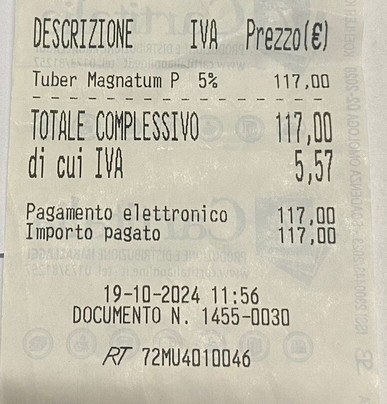 DESCRIZIONE IVA Prezzo(€)
Tuber Magnatum P 5% 117,00
TOTALE COMPLESSIVO 117,00
di cui IVA 5,57
Pagamento elettronico 117,00
Importo pagato 117,00
19-10-2024 11:56
DOCUMENTO N. 1455-0030
RT 72MU4010046